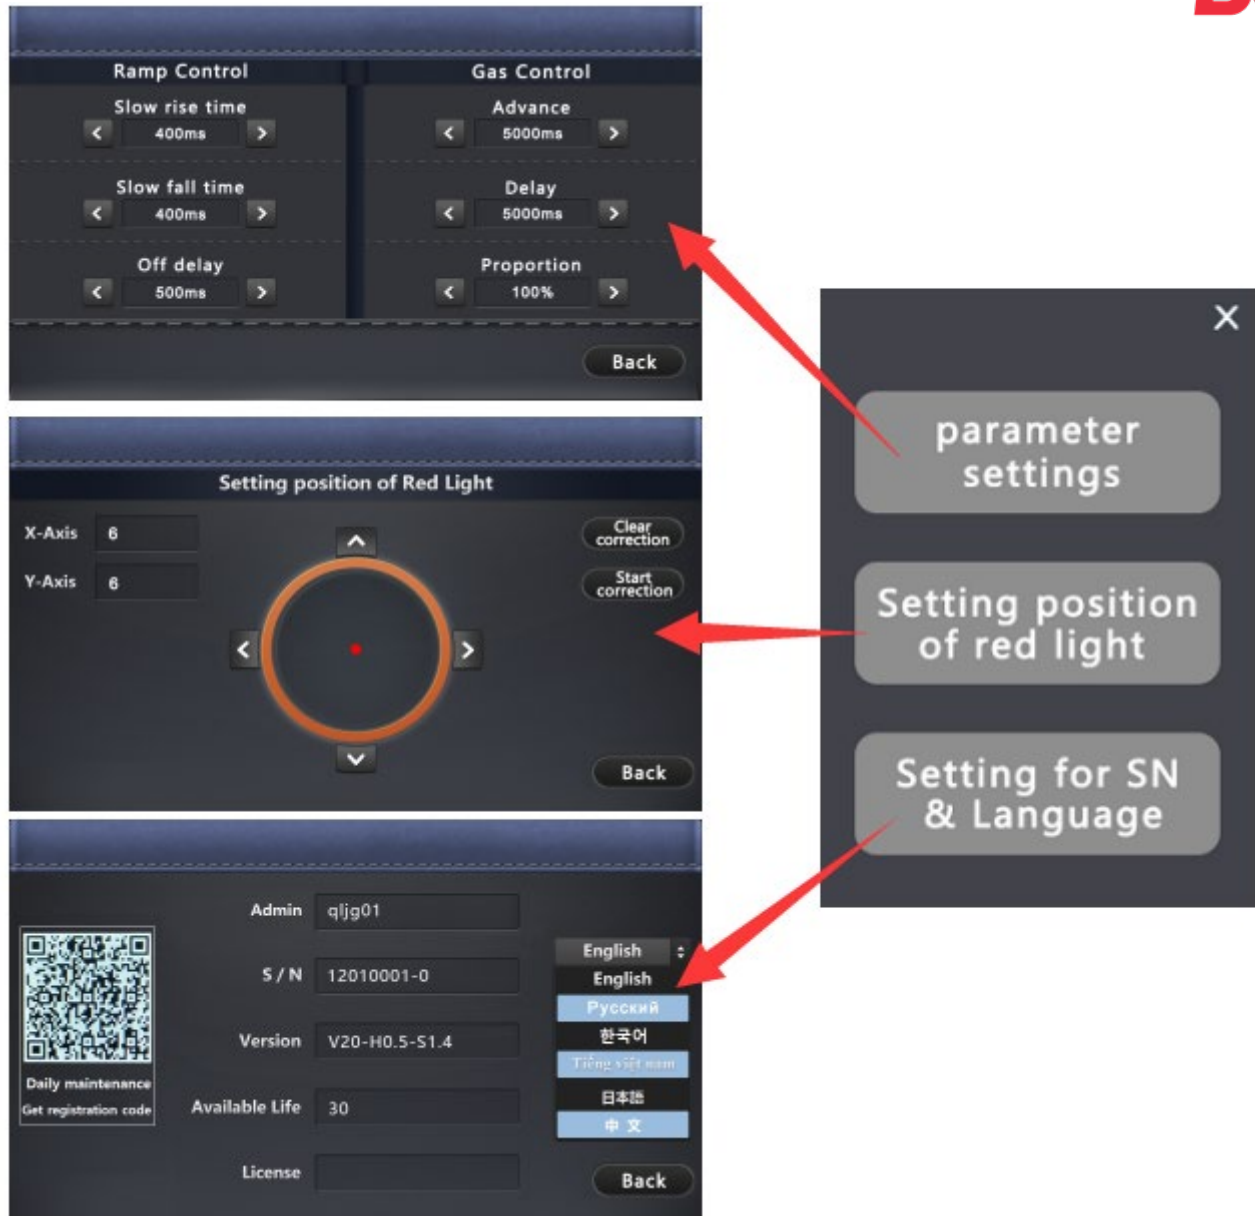 Ramp Control
Gas Control
Slow rise time
Advance
400ms
5000ms
Slow fall time
Delay
400ms
5000ms
Off delay
Proportion
500ms
100%
Back
Setting position of Red Light
X-Axis 6
Y-Axis 6
Clear
correction
Start
correction
Back
Admin qljg01
S / N 12010001-0
Version V20-H0.5-S1.4
Available Life 30
License
Daily maintenance
Get registration code
English
English
Русский
한국어
Tiếng việt nam
日本語
中 文
Back
X
parameter
settings
Setting position
of red light
Setting for SN
& Language